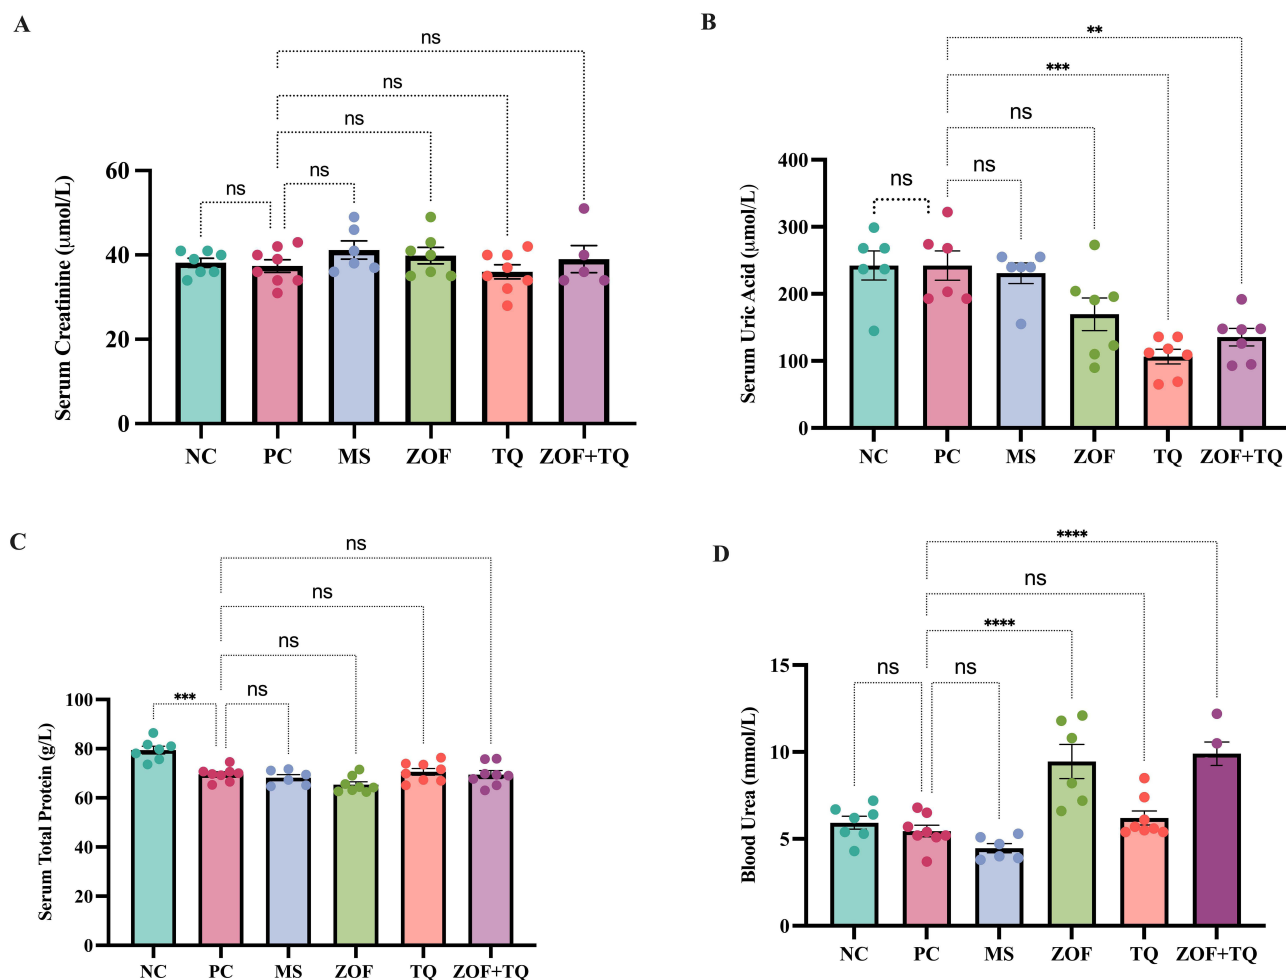 A
ns
ns
ns
ns
ns
Serum Creatinine (μmol/L)
60
40
20
0
NC PC MS ZOF TQ ZOF+TQ
B
**
***
ns
ns
ns
Serum Uric Acid (μmol/L)
400
300
200
100
0
NC PC MS ZOF TQ ZOF+TQ
C
ns
ns
ns
*** ns
Serum Total Protein (g/L)
100
80
60
40
20
0
NC PC MS ZOF TQ ZOF+TQ
D
****
ns
****
ns ns
Blood Urea (mmol/L)
15
10
5
0
NC PC MS ZOF TQ ZOF+TQ